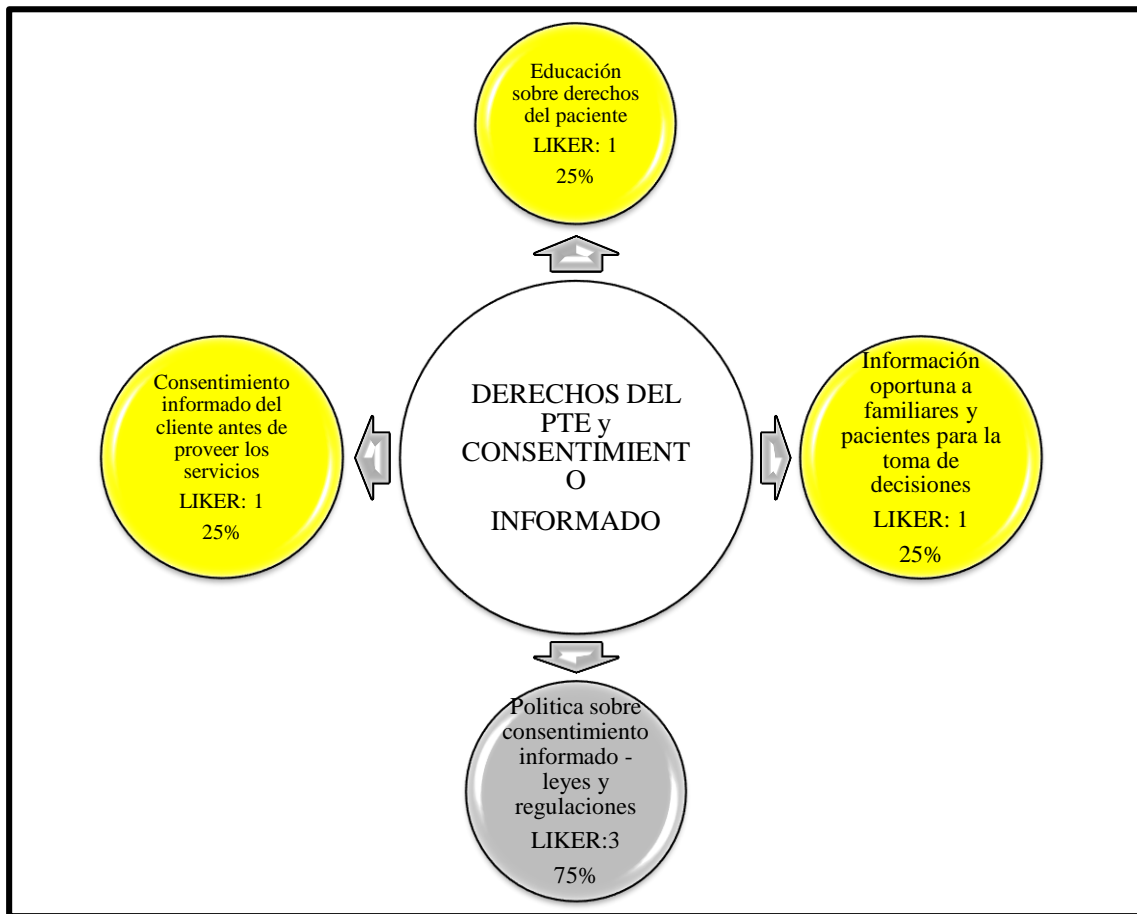 Educación
sobre derechos
del paciente
LIKER: 1
25%
Consentimiento
informado del
cliente antes de
proveer los
servicios
LIKER: 1
25%
DERECHOS DEL
PTE y
CONSENTIMIENT
O
INFORMADO
Información
oportuna a
familiares y
pacientes para la
toma de
decisiones
LIKER: 1
25%
Politica sobre
consentimiento
informado -
leyes y
regulaciones
LIKER:3
75%